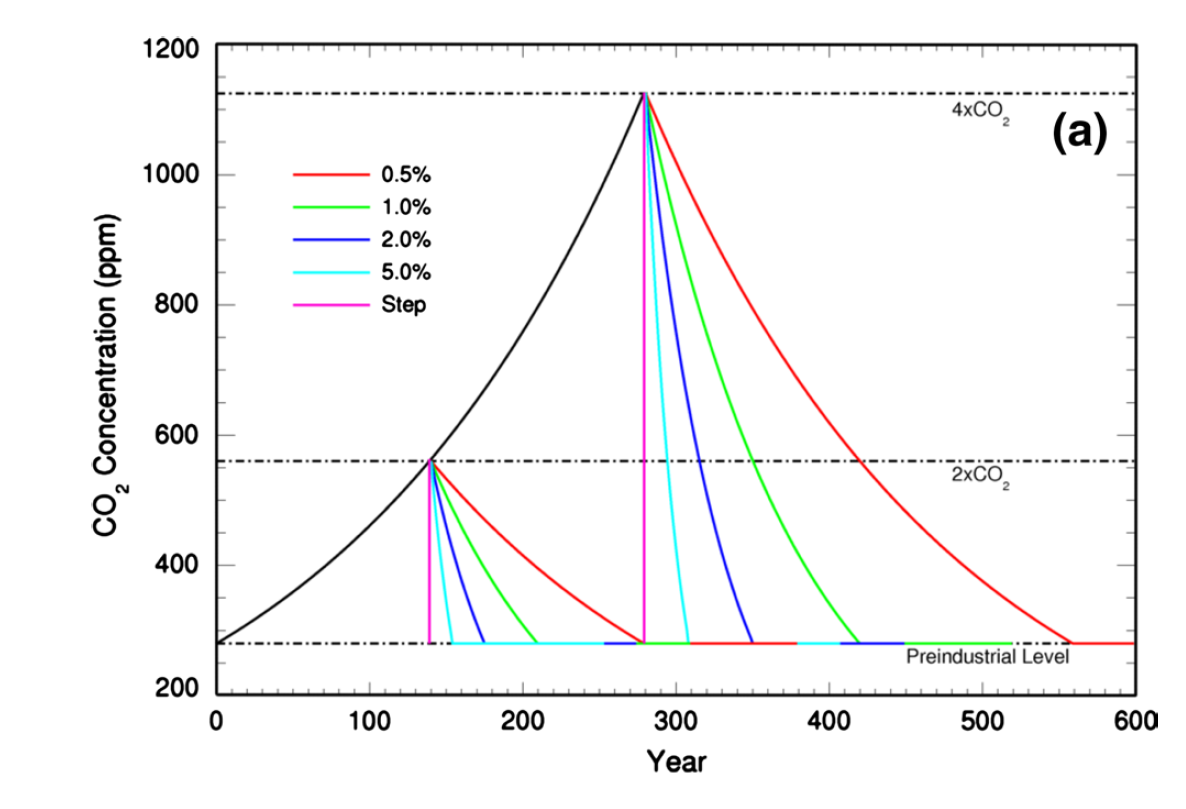 1200
1000
800
600
400
200
CO2 Concentration (ppm)
0.5%
1.0%
2.0%
5.0%
Step
4xCO2
(a)
2xCO2
Preindustrial Level
0 100 200 300 400 500 600
Year